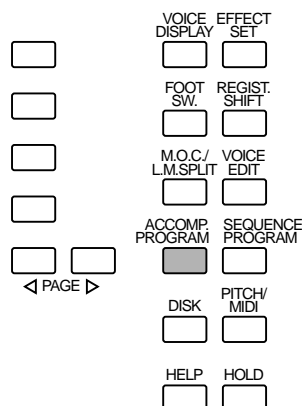 VOICE DISPLAY
EFFECT SET
FOOT SW.
REGIST. SHIFT
M.O.C./ L.M.SPLIT
VOICE EDIT
ACCOMP. PROGRAM
SEQUENCE PROGRAM
PAGE
DISK
PITCH/ MIDI
HELP
HOLD